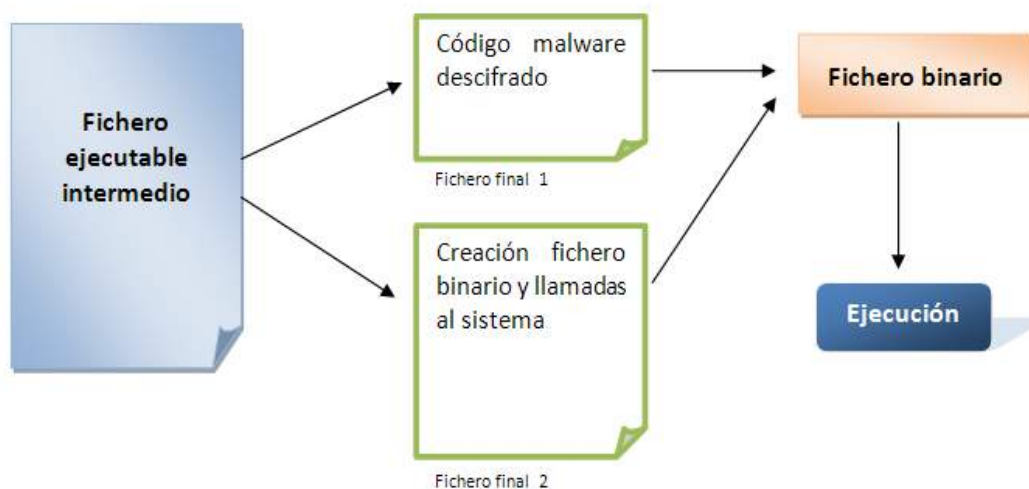 Fichero
ejecutable
intermedio
Código malware
descifrado
Fichero final 1
Creación fichero
binario y llamadas
al sistema
Fichero final 2
Fichero binario
Ejecución